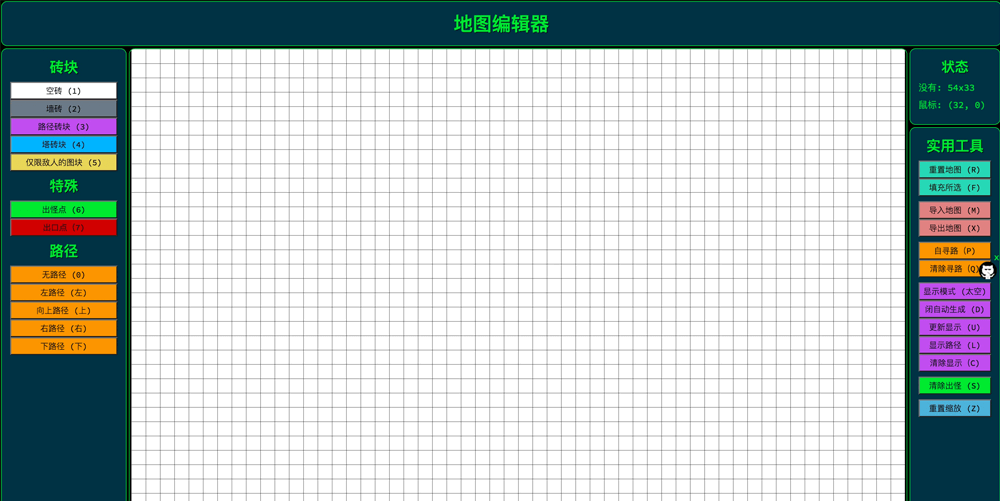 地图编辑器
砖块
空砖 (1)
墙砖 (2)
路径砖块 (3)
塔砖块 (4)
仅限敌人的图块 (5)
特殊
出怪点 (6)
出口点 (7)
路径
无路径 (0)
左路径 (左)
向上路径 (上)
右路径 (右)
下路径 (下)
状态
没有: 54x33
鼠标: (32, 0)
实用工具
重置地图 (R)
填充所选 (F)
导入地图 (M)
导出地图 (X)
自寻路 (P)
清除寻路 (Q)
x
显示模式 (太空)
闭自动生成 (D)
更新显示 (U)
显示路径 (L)
清除显示 (C)
清除出怪 (S)
重置缩放 (Z)